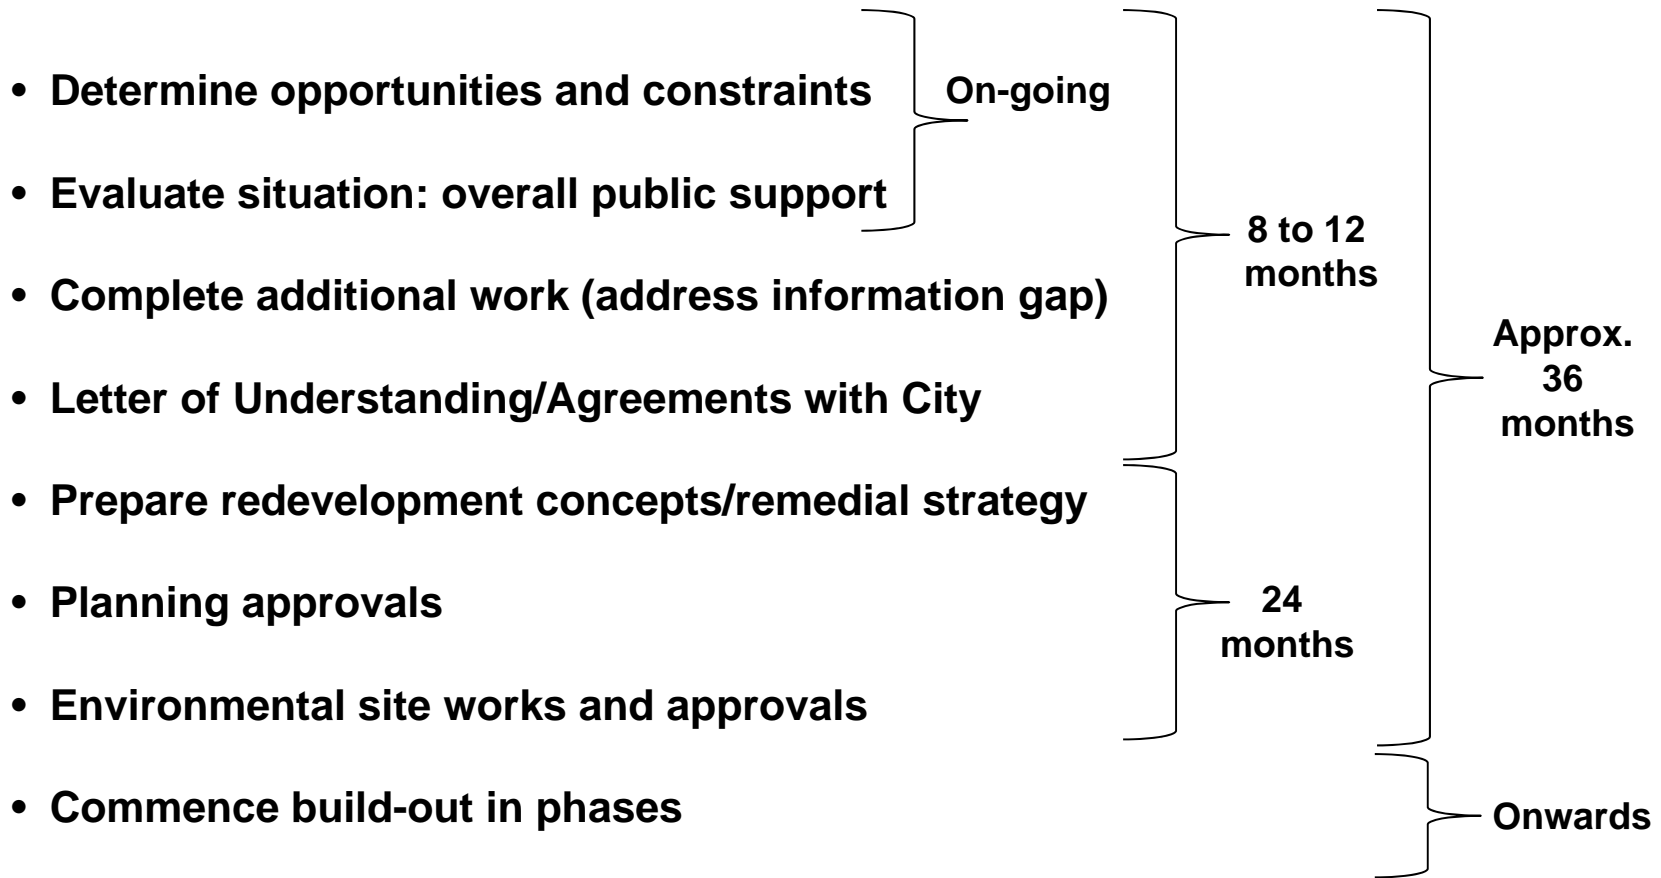 • Determine opportunities and constraints
On-going
• Evaluate situation: overall public support
8 to 12
months
• Complete additional work (address information gap)
Approx.
36
months
• Letter of Understanding/Agreements with City
• Prepare redevelopment concepts/remedial strategy
• Planning approvals
24
months
• Environmental site works and approvals
• Commence build-out in phases
Onwards